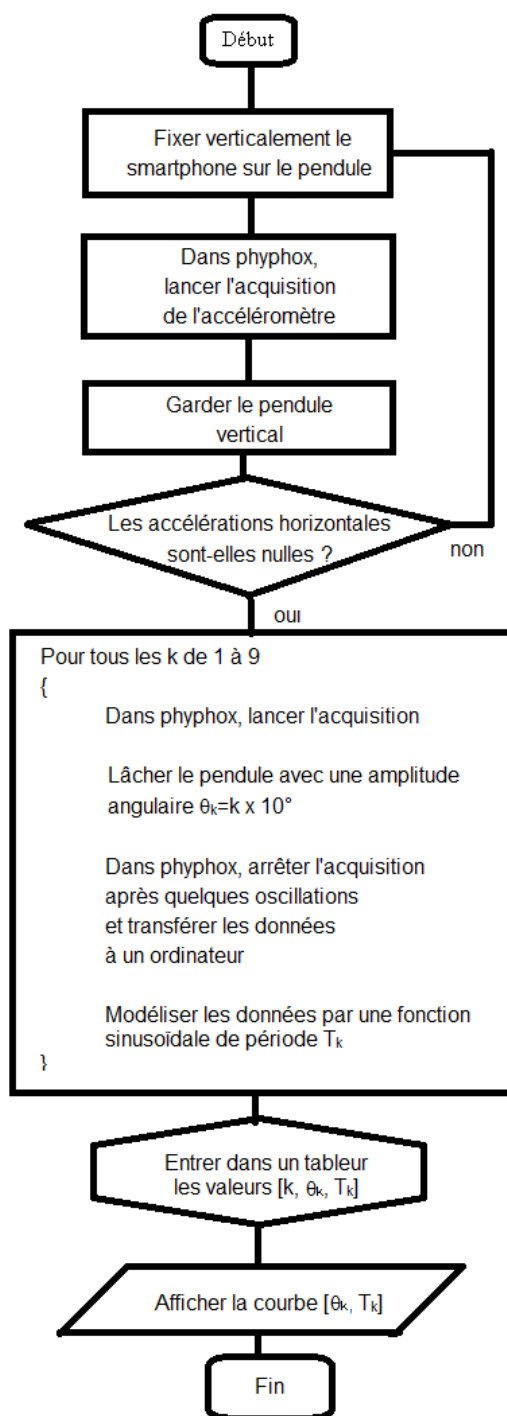 Début
Fixer verticalement le
smartphone sur le pendule
Dans phyphox,
lancer l'acquisition
de l'accéléromètre
Garder le pendule
vertical
Les accélérations horizontales
sont-elles nulles ?
non
oui
Pour tous les k de 1 à 9
{
Dans phyphox, lancer l'acquisition
Lâcher le pendule avec une amplitude
angulaire θₖ=k x 10°
Dans phyphox, arrêter l'acquisition
après quelques oscillations
et transférer les données
à un ordinateur
Modéliser les données par une fonction
sinusoïdale de période Tₖ
}
Entrer dans un tableur
les valeurs [k, θₖ, Tₖ]
Afficher la courbe [θₖ, Tₖ]
Fin